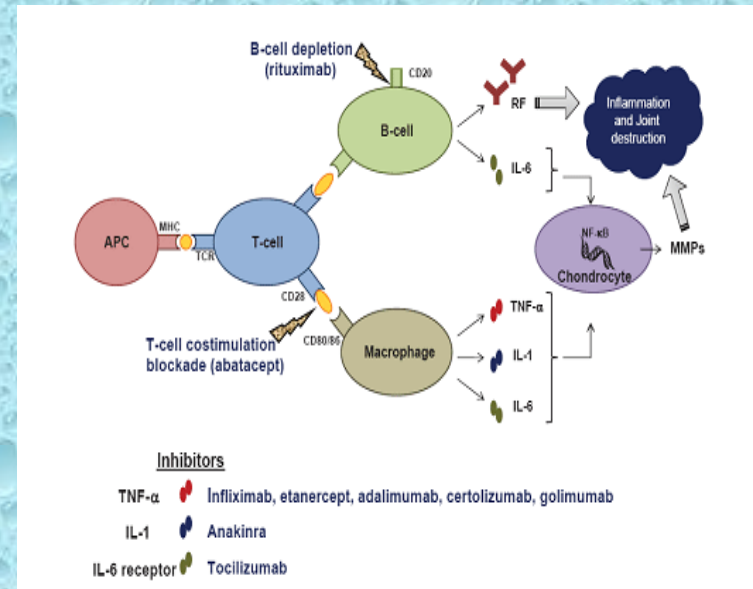 B-cell depletion
(rituximab)
CD20
B-cell
RF
Inflammation
and Joint
destruction
IL-6
MHC
APC
TCR
T-cell
NF-κB
Chondrocyte
MMPs
CD28
CD80/86
T-cell costimulation
blockade (abatacept)
Macrophage
TNF-α
IL-1
IL-6
Inhibitors
TNF-α Infliximab, etanercept, adalimumab, certolizumab, golimumab
IL-1 Anakinra
IL-6 receptor Tocilizumab